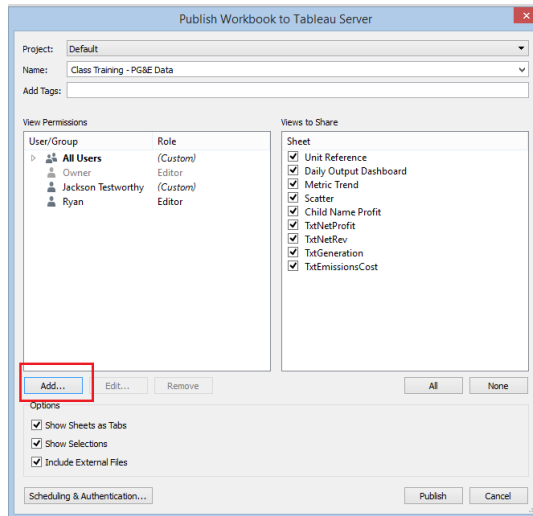 Publish Workbook to Tableau Server
x
Project: Default
Name: Class Training - PG&E Data
Add Tags:
View Permissions
User/Group Role
All Users (Custom)
Owner Editor
Jackson Testworthy (Custom)
Ryan Editor
Views to Share
Sheet
Unit Reference
Daily Output Dashboard
Metric Trend
Scatter
Child Name Profit
TxtNetProfit
TxtNetRev
TxtGeneration
TxtEmissionsCost
Add... Edit... Remove All None
Options
Show Sheets as Tabs
Show Selections
Include External Files
Scheduling & Authentication... Publish Cancel